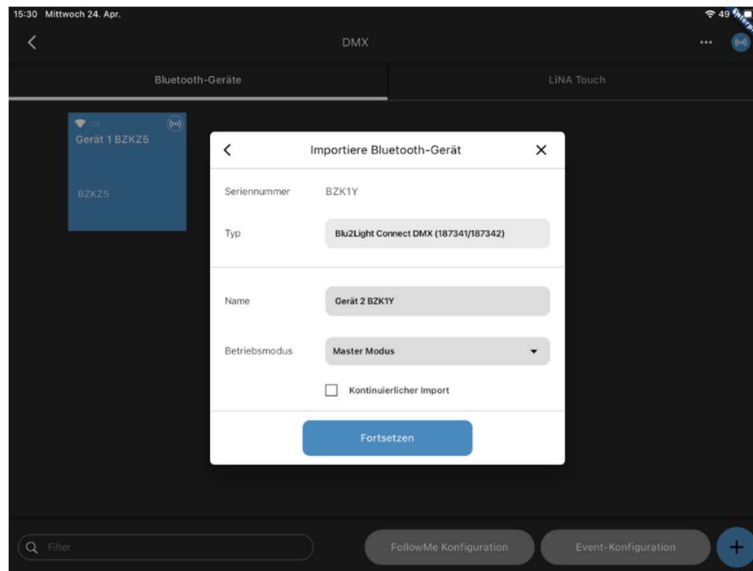 15:30 Mittwoch 24. Apr.
49
DMX
Bluetooth-Geräte
LiNA Touch
Gerät 1 BZKZ5
BZKZ5
Importiere Bluetooth-Gerät
Seriennummer BZK1Y
Typ Blu2Light Connect DMX (187341/187342)
Name Gerät 2 BZK1Y
Betriebsmodus Master Modus
Kontinuierlicher Import
Fortsetzen
Filter
FollowMe Konfiguration
Event-Konfiguration